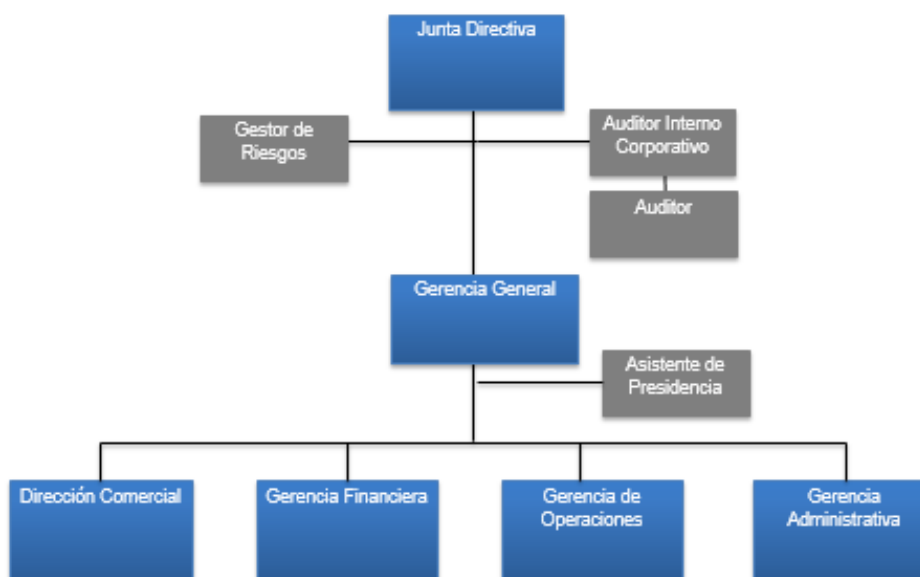 Junta Directiva
Gestor de
Riesgos
Auditor Interno
Corporativo
Auditor
Gerencia General
Asistente de
Presidencia
Dirección Comercial
Gerencia Financiera
Gerencia de
Operaciones
Gerencia
Administrativa